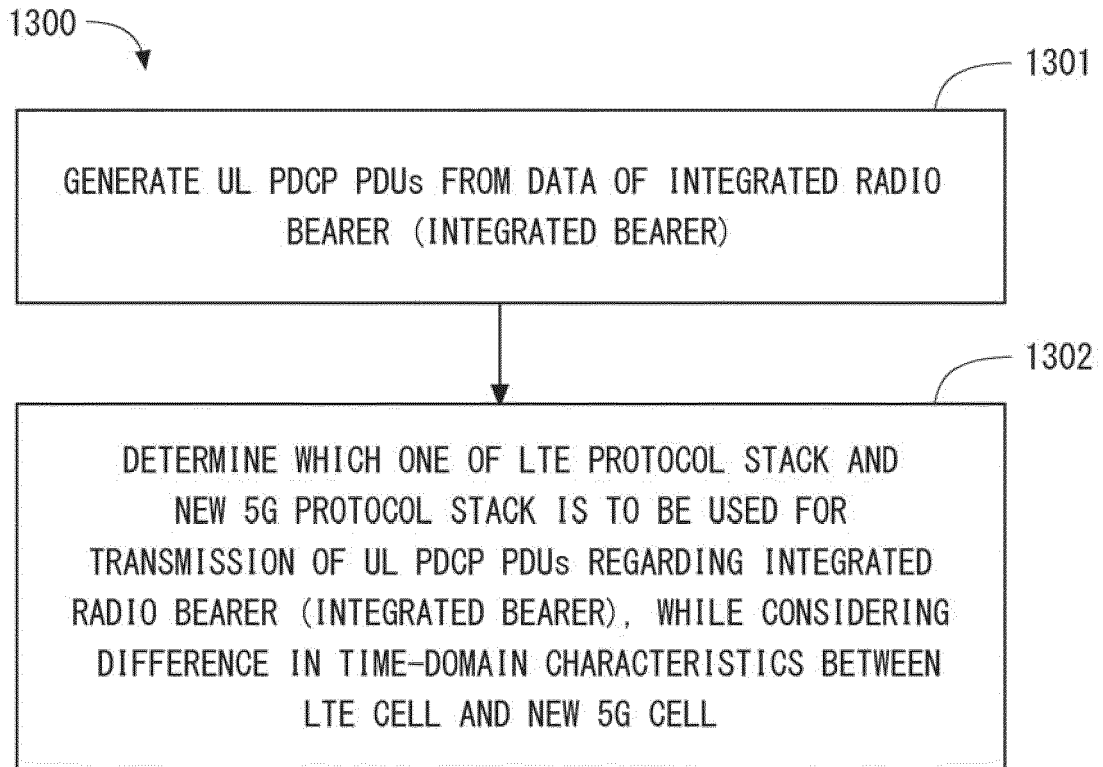 1300
1301
GENERATE UL PDCP PDUs FROM DATA OF INTEGRATED RADIO
BEARER (INTEGRATED BEARER)
1302
DETERMINE WHICH ONE OF LTE PROTOCOL STACK AND
NEW 5G PROTOCOL STACK IS TO BE USED FOR
TRANSMISSION OF UL PDCP PDUs REGARDING INTEGRATED
RADIO BEARER (INTEGRATED BEARER), WHILE CONSIDERING
DIFFERENCE IN TIME-DOMAIN CHARACTERISTICS BETWEEN
LTE CELL AND NEW 5G CELL